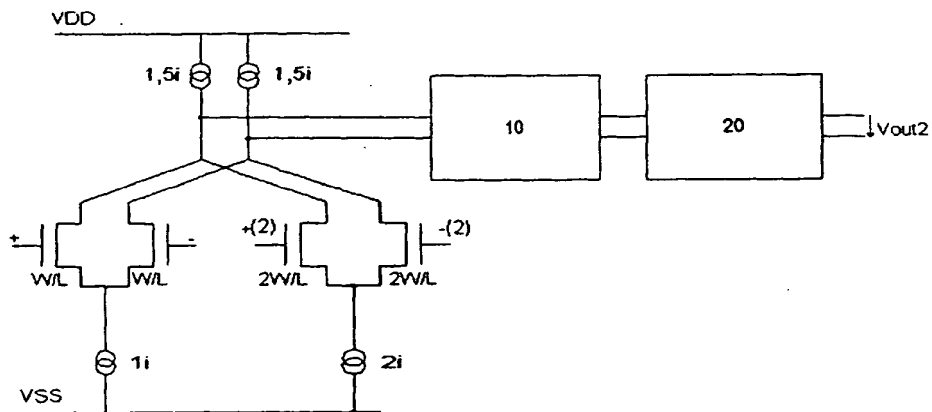 VDD
1,5i 1,5i
10 20
Vout2
+ - +(2) -(2)
W/L W/L 2W/L 2W/L
1i 2i
VSS